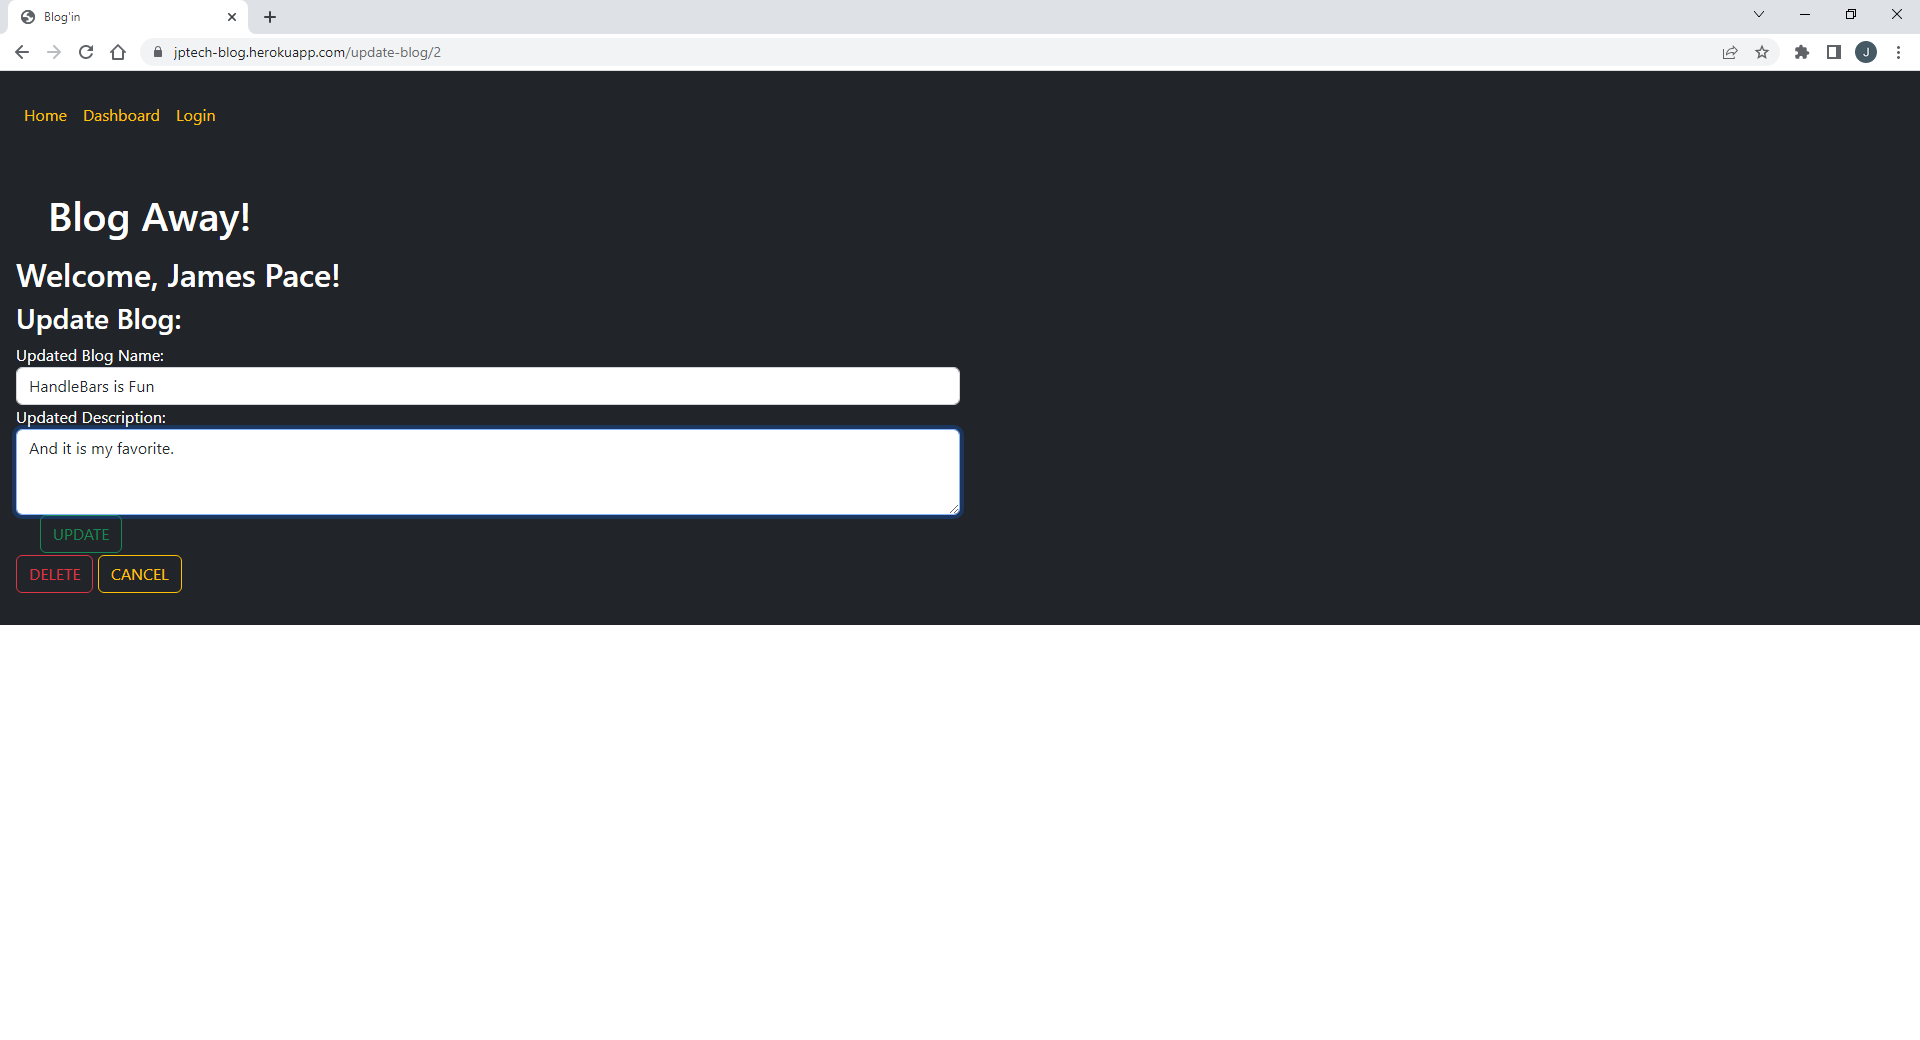 Blog'in
jptech-blog.herokuapp.com/update-blog/2
J
Home Dashboard Login
Blog Away!
Welcome, James Pace!
Update Blog:
Updated Blog Name:
HandleBars is Fun
Updated Description:
And it is my favorite.
UPDATE
DELETE CANCEL